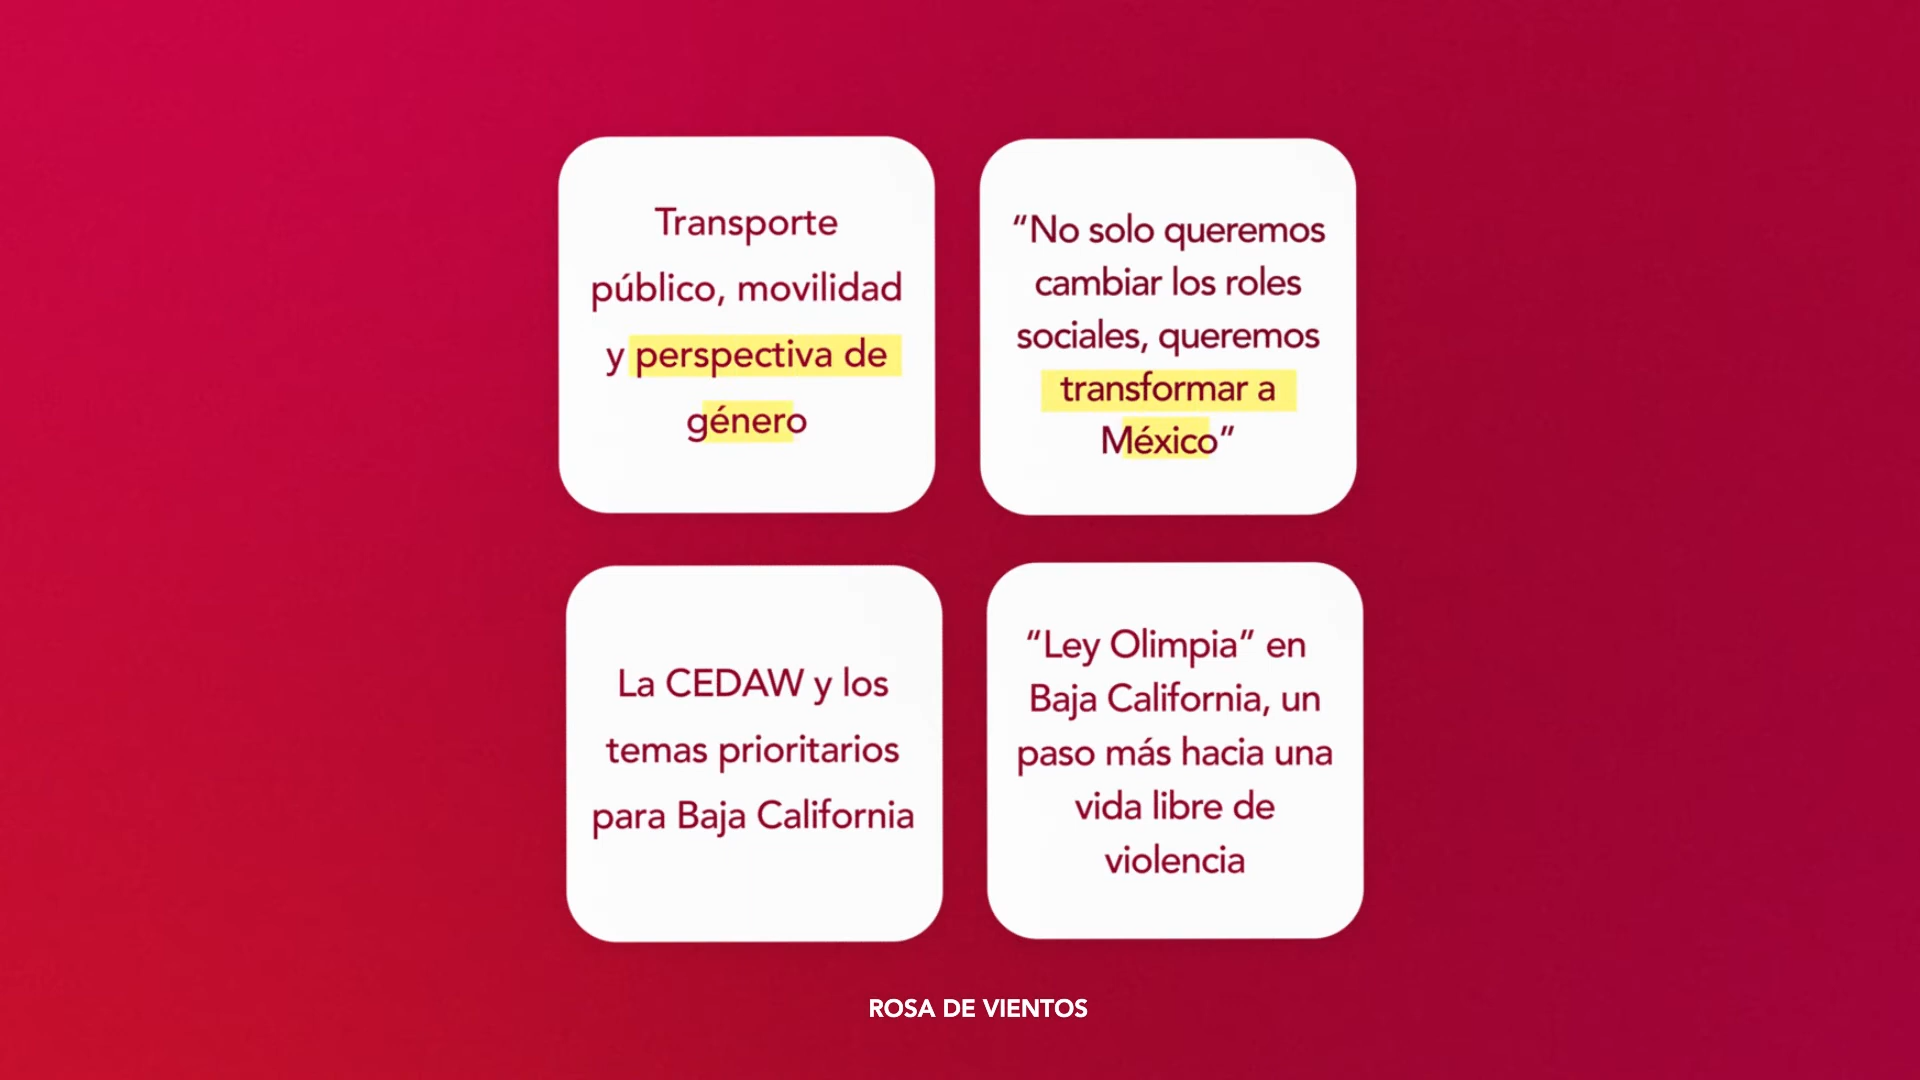 Transporte
público, movilidad
y perspectiva de
género
“No solo queremos
cambiar los roles
sociales, queremos
transformar a
México”
La CEDAW y los
temas prioritarios
para Baja California
“Ley Olimpia” en
Baja California, un
paso más hacia una
vida libre de
violencia
ROSA DE VIENTOS